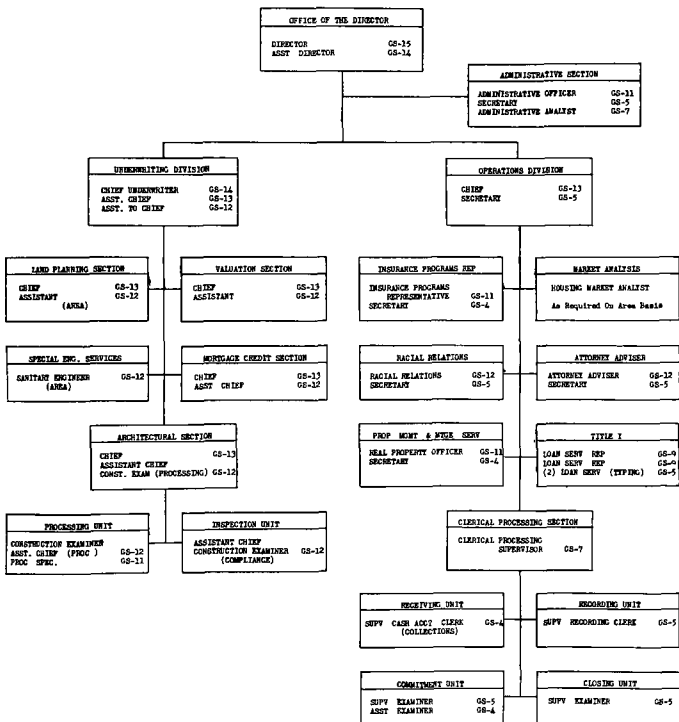 OFFICE OF THE DIRECTOR
DIRECTOR GS-15
ASST DIRECTOR GS-14
ADMINISTRATIVE SECTION
ADMINISTRATIVE OFFICER GS-11
SECRETARY GS-5
ADMINISTRATIVE ANALYST GS-7
UNDERWRITING DIVISION
CHIEF UNDERWRITER GS-14
ASST. CHIEF GS-13
ASST. TO CHIEF GS-12
OPERATIONS DIVISION
CHIEF GS-13
SECRETARY GS-5
LAND PLANNING SECTION
CHIEF GS-13
ASSISTANT GS-12
(AREA)
VALUATION SECTION
CHIEF GS-13
ASSISTANT GS-12
INSURANCE PROGRAMS REP
INSURANCE PROGRAMS
REPRESENTATIVE GS-11
SECRETARY GS-4
MARKET ANALYSIS
HOUSING MARKET ANALYST
As Required On Area Basis
SPECIAL ENG. SERVICES
SANITARY ENGINEER GS-12
(AREA)
MORTGAGE CREDIT SECTION
CHIEF GS-13
ASST CHIEF GS-12
RACIAL RELATIONS
RACIAL RELATIONS GS-12
SECRETARY GS-5
ATTORNEY ADVISER
ATTORNEY ADVISER GS-12
SECRETARY GS-5
ARCHITECTURAL SECTION
CHIEF GS-13
ASSISTANT CHIEF
CONST. EXAM (PROCESSING) GS-12
PROP MGMT & MTGE SERV
REAL PROPERTY OFFICER GS-11
SECRETARY GS-4
TITLE I
LOAN SERV REP GS-9
LOAN SERV REP GS-9
(2) LOAN SERV (TYPING) GS-5
PROCESSING UNIT
CONSTRUCTION EXAMINER
ASST. CHIEF (PROC ) GS-12
PROC SPEC. GS-11
INSPECTION UNIT
ASSISTANT CHIEF
CONSTRUCTION EXAMINER GS-12
(COMPLIANCE)
CLERICAL PROCESSING SECTION
CLERICAL PROCESSING
SUPERVISOR GS-7
RECEIVING UNIT
SUPV CASH ACCT CLERK GS-4
(COLLECTIONS)
RECORDING UNIT
SUPV RECORDING CLERK GS-5
COMMITMENT UNIT
SUPV EXAMINER GS-5
ASST EXAMINER GS-4
CLOSING UNIT
SUPV EXAMINER GS-5